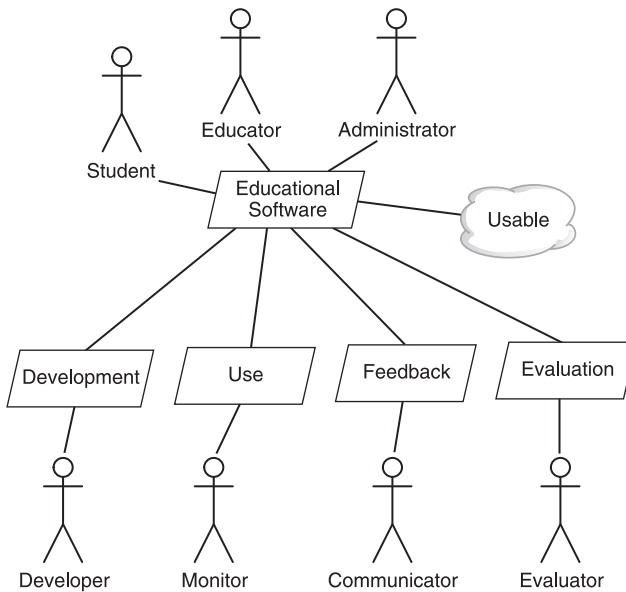 Educator
Administrator
Student
Educational
Software
Usable
Development
Use
Feedback
Evaluation
Developer
Monitor
Communicator
Evaluator